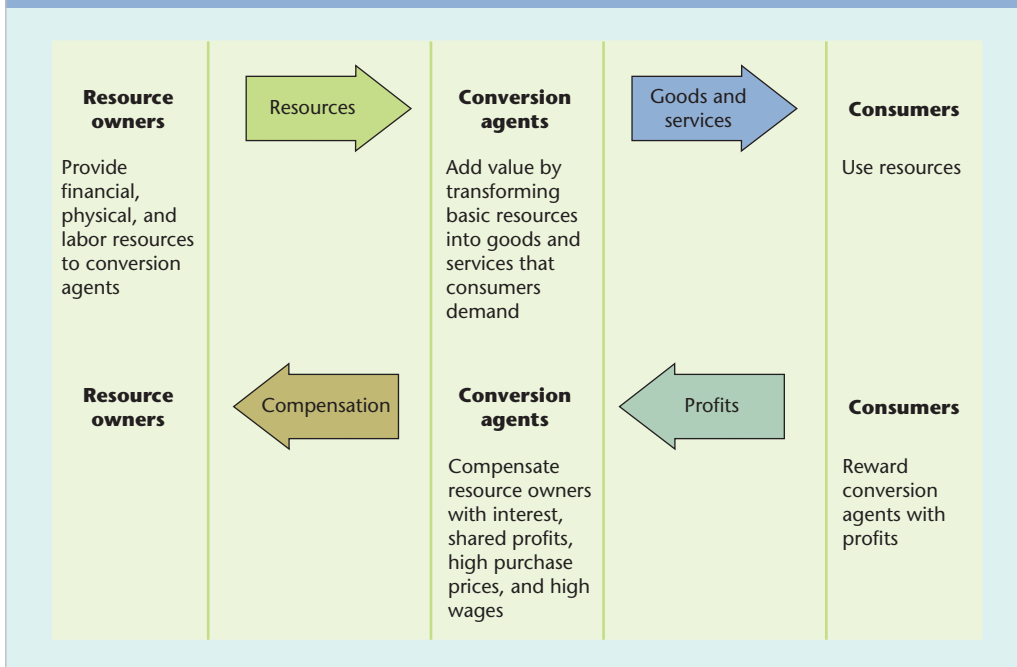 Resource
owners
Resources
Conversion
agents
Goods and
services
Consumers
Provide
financial,
physical, and
labor resources
to conversion
agents
Add value by
transforming
basic resources
into goods and
services that
consumers
demand
Use resources
Resource
owners
Compensation
Conversion
agents
Profits
Consumers
Compensate
resource owners
with interest,
shared profits,
high purchase
prices, and high
wages
Reward
conversion
agents with
profits